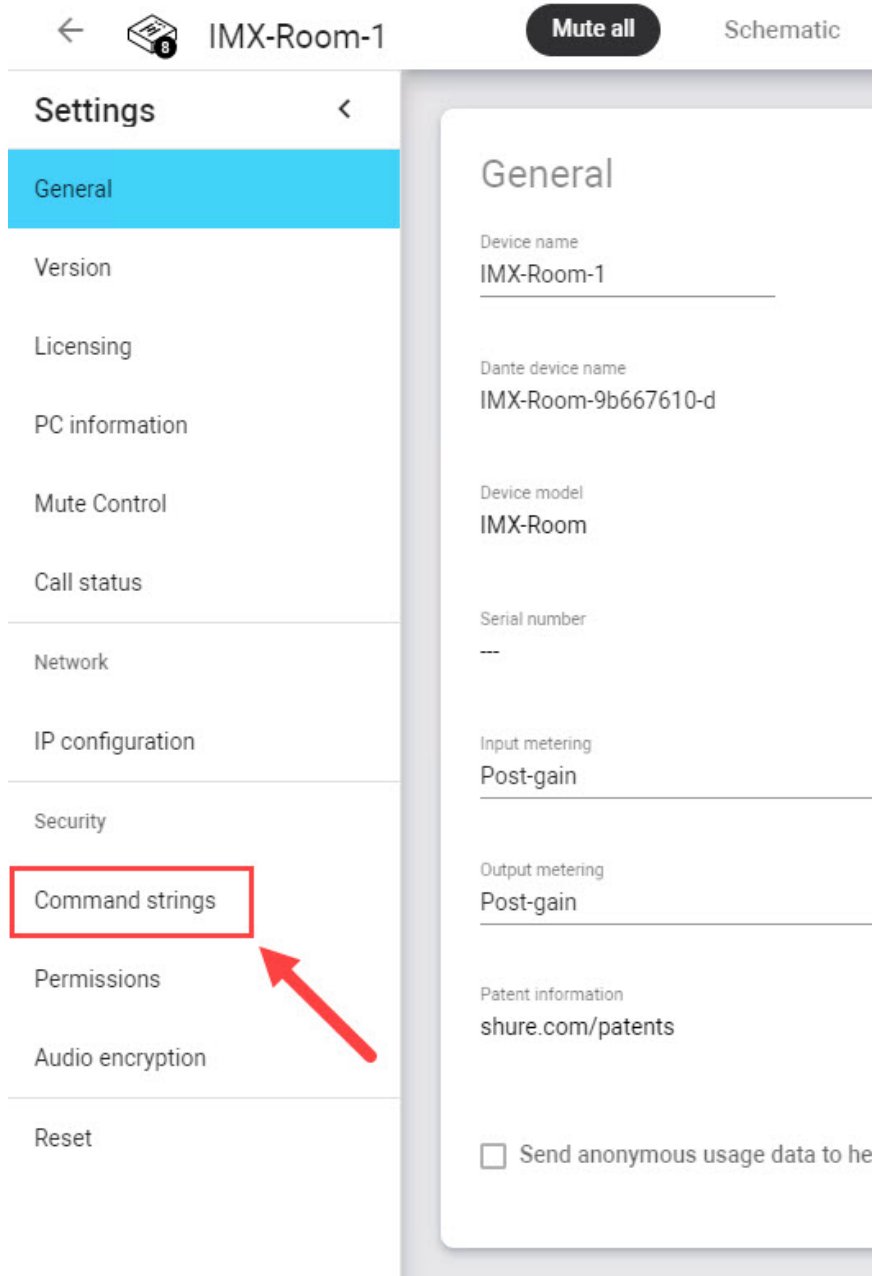 IMX-Room-1
Mute all
Schematic
8
Settings
General
Version
Licensing
PC information
Mute Control
Call status
Network
IP configuration
Security
Command strings
Permissions
Audio encryption
Reset
General
Device name
IMX-Room-1
Dante device name
IMX-Room-9b667610-d
Device model
IMX-Room
Serial number
---
Input metering
Post-gain
Output metering
Post-gain
Patent information
shure.com/patents
Send anonymous usage data to he